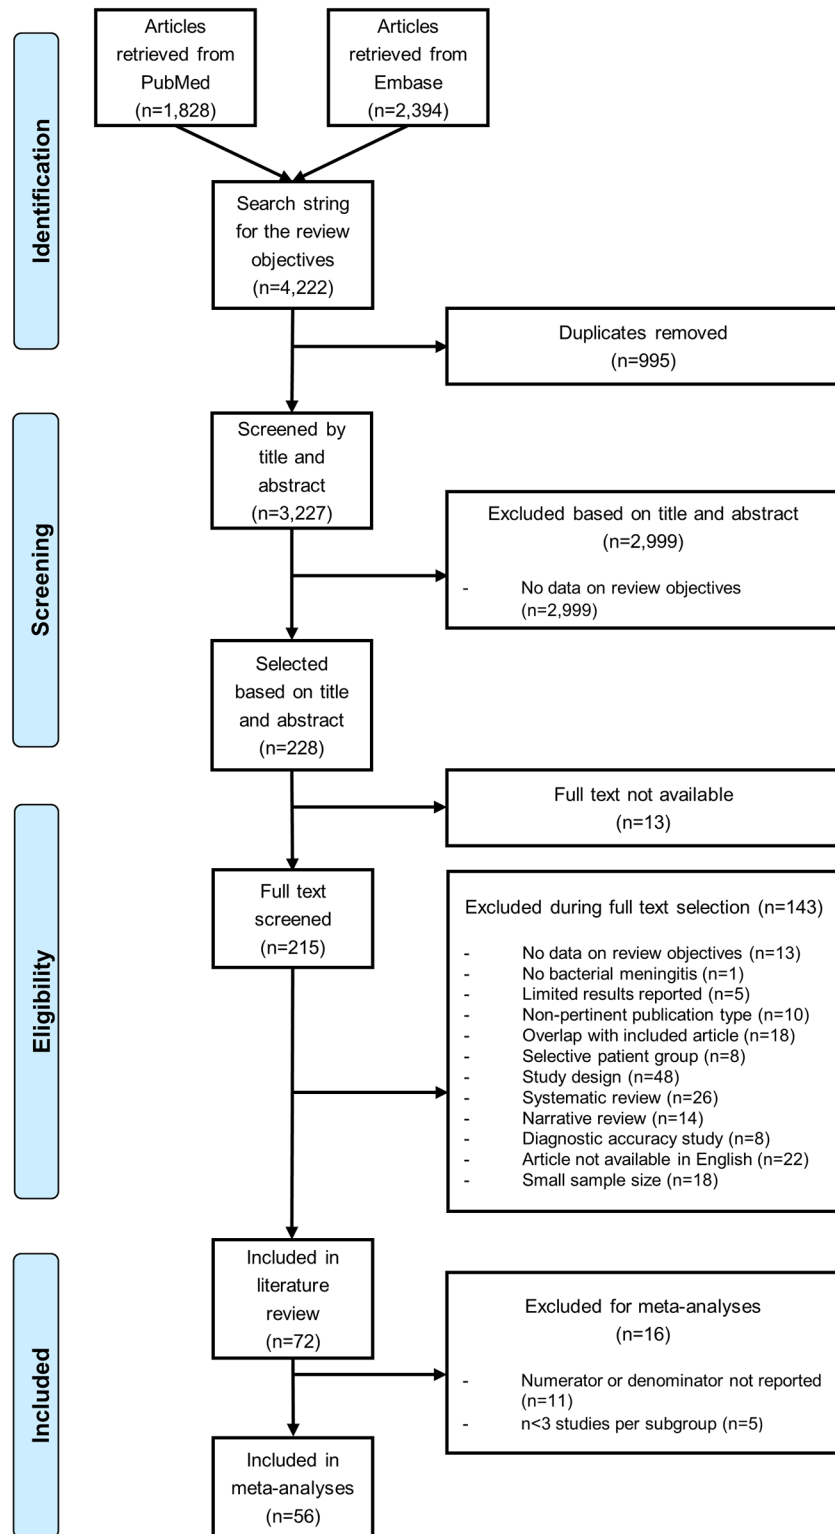 Articles
retrieved from
PubMed
(n=1,828)
Articles
retrieved from
Embase
(n=2,394)
Identification
Search string
for the review
objectives
(n=4,222)
Duplicates removed
(n=995)
Screening
Screened by
title and
abstract
(n=3,227)
Excluded based on title and abstract
(n=2,999)
- No data on review objectives
(n=2,999)
Selected
based on title
and abstract
(n=228)
Full text not available
(n=13)
Eligibility
Full text
screened
(n=215)
Excluded during full text selection (n=143)
- No data on review objectives (n=13)
- No bacterial meningitis (n=1)
- Limited results reported (n=5)
- Non-pertinent publication type (n=10)
- Overlap with included article (n=18)
- Selective patient group (n=8)
- Study design (n=48)
- Systematic review (n=26)
- Narrative review (n=14)
- Diagnostic accuracy study (n=8)
- Article not available in English (n=22)
- Small sample size (n=18)
Included
Included in
literature
review
(n=72)
Excluded for meta-analyses
(n=16)
- Numerator or denominator not reported
(n=11)
- n<3 studies per subgroup (n=5)
Included in
meta-analyses
(n=56)